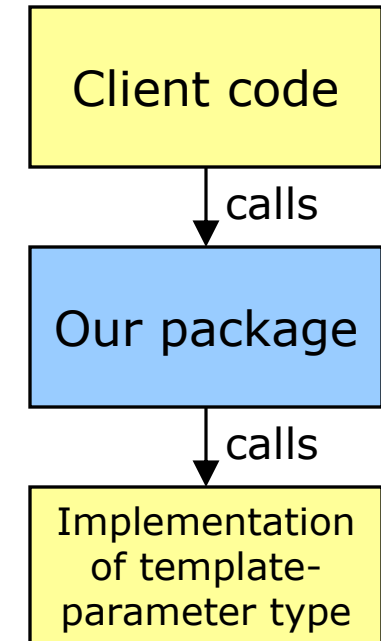 Client code
calls
Our package
calls
Implementation
of template-
parameter type